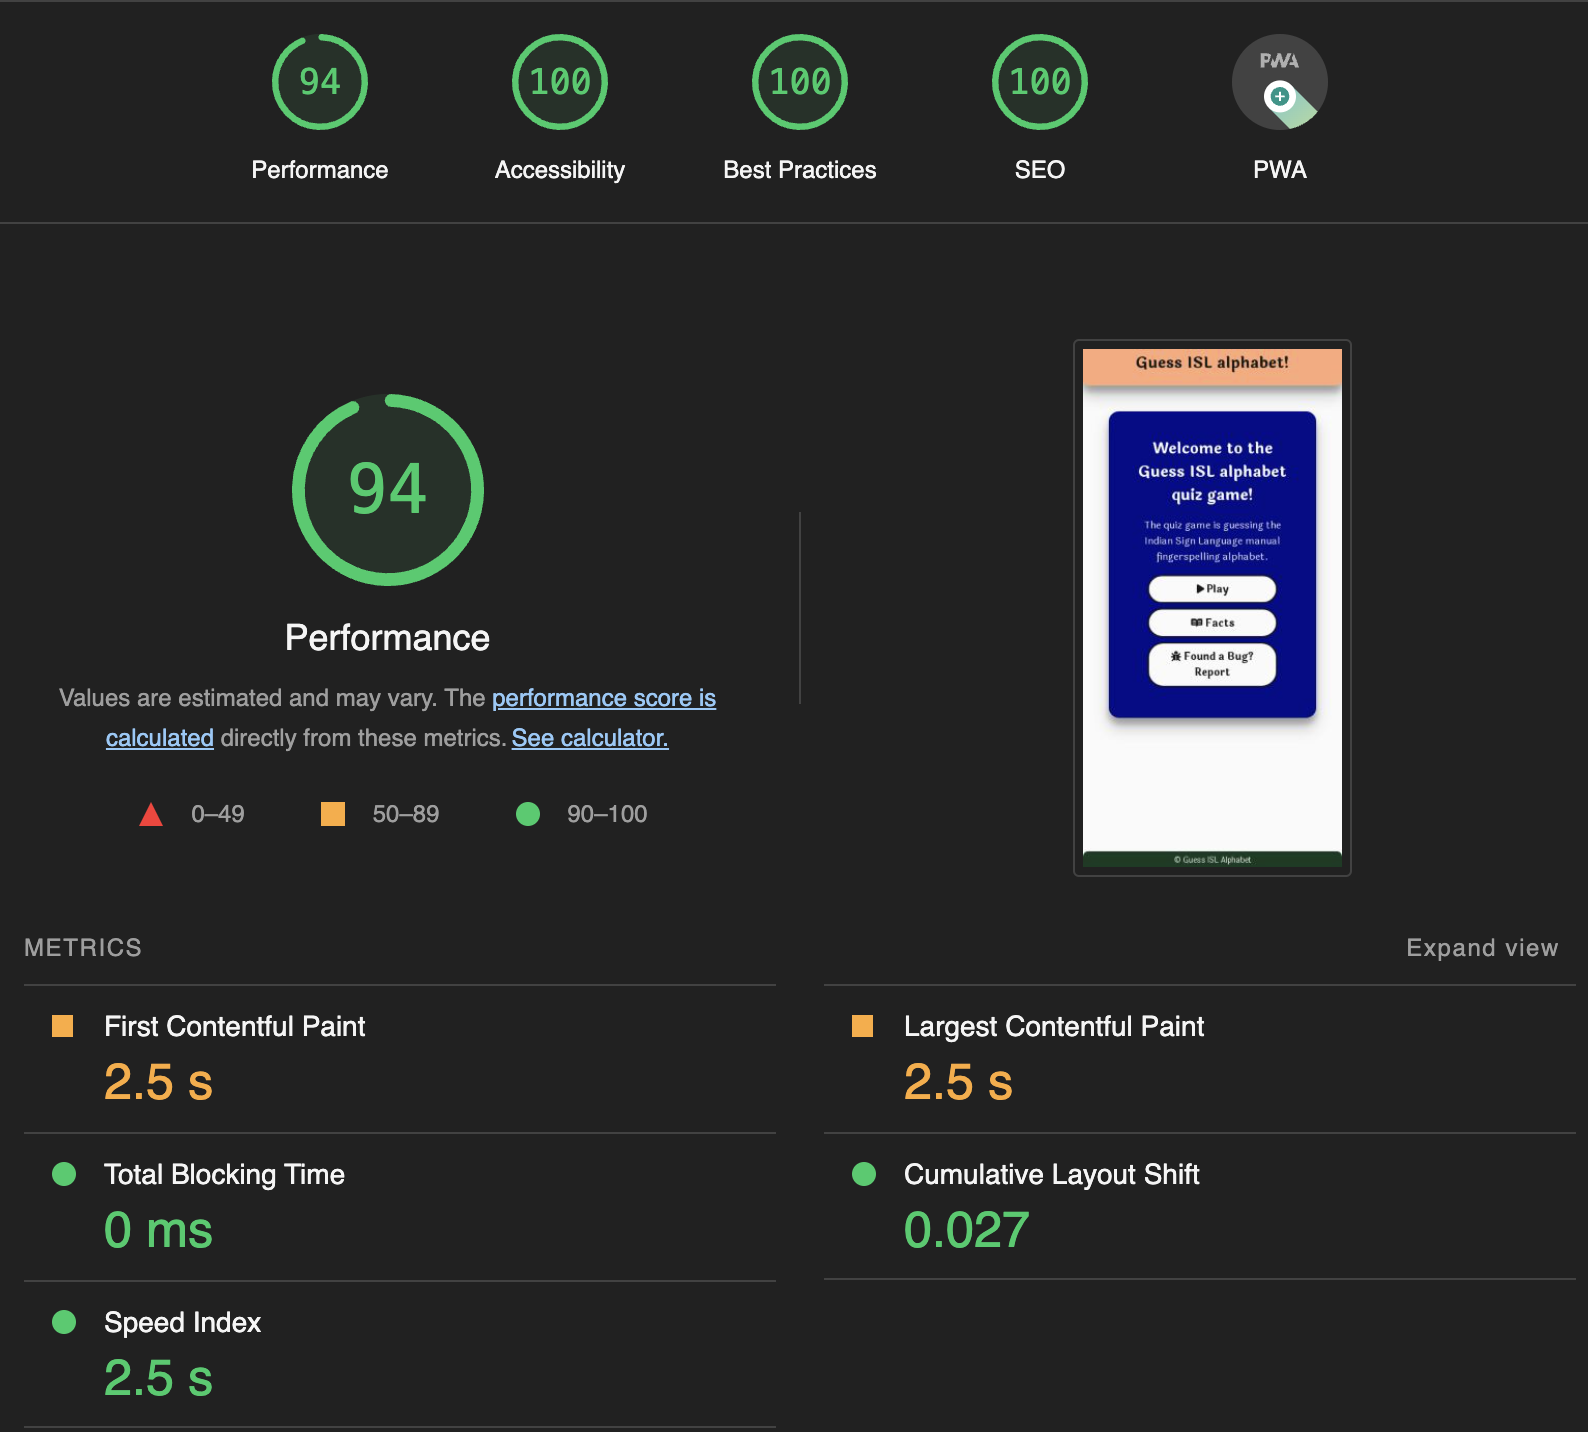 94
100
100
100
PWA
Performance
Accessibility
Best Practices
SEO
PWA
94
Performance
Values are estimated and may vary. The performance score is
calculated directly from these metrics. See calculator.
0–49
50–89
90–100
Guess ISL alphabet!
Welcome to the
Guess ISL alphabet
quiz game!
The quiz game is guessing the
Indian Sign Language manual
fingerspelling alphabet.
Play
Facts
Found a Bug?
Report
© Guess ISL Alphabet
METRICS
Expand view
First Contentful Paint
2.5 s
Largest Contentful Paint
2.5 s
Total Blocking Time
0 ms
Cumulative Layout Shift
0.027
Speed Index
2.5 s